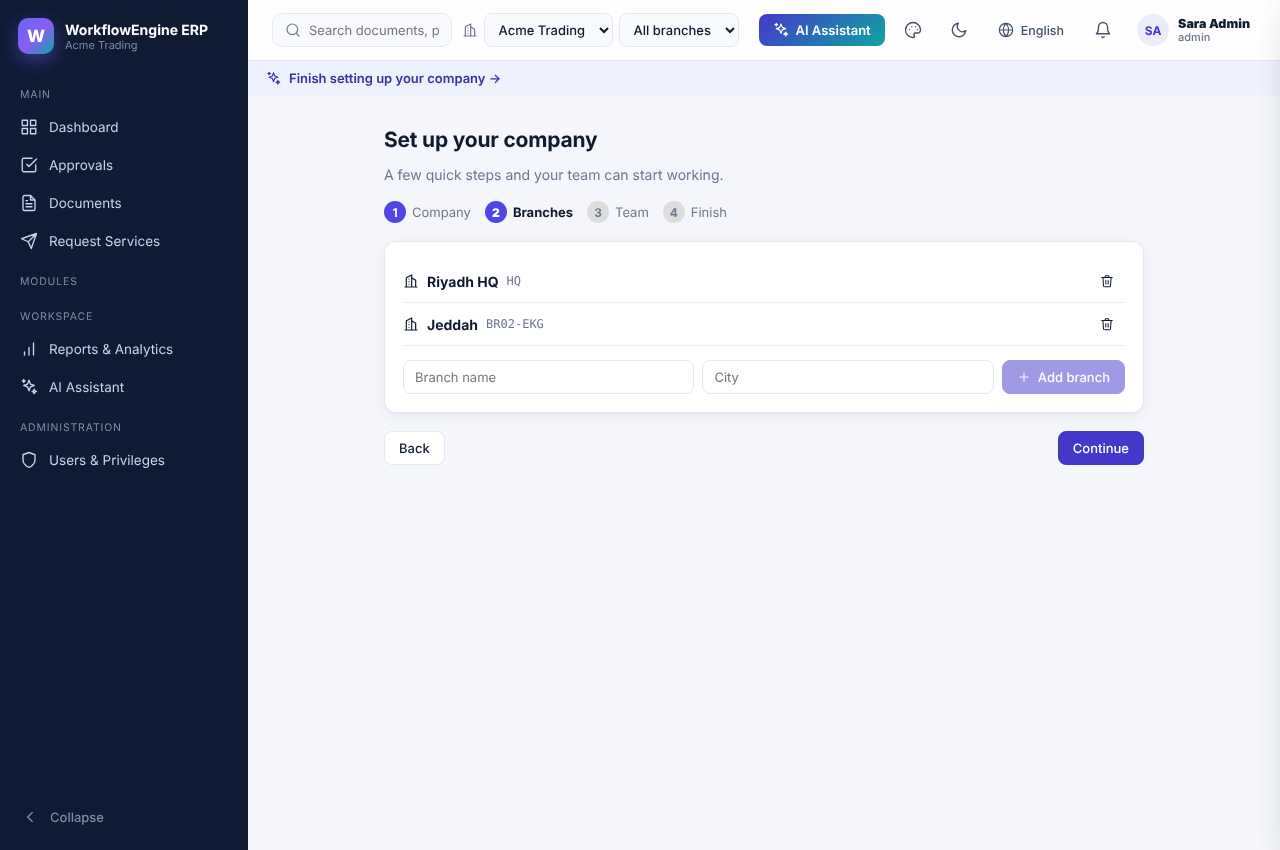 W
WorkflowEngine ERP
Acme Trading
MAIN
Dashboard
Approvals
Documents
Request Services
MODULES
WORKSPACE
Reports & Analytics
AI Assistant
ADMINISTRATION
Users & Privileges
Collapse
Search documents, p
Acme Trading
All branches
AI Assistant
English
SA
Sara Admin
admin
Finish setting up your company →
Set up your company
A few quick steps and your team can start working.
1 Company 2 Branches 3 Team 4 Finish
Riyadh HQ HQ
Jeddah BR02-EKG
Branch name City + Add branch
Back Continue